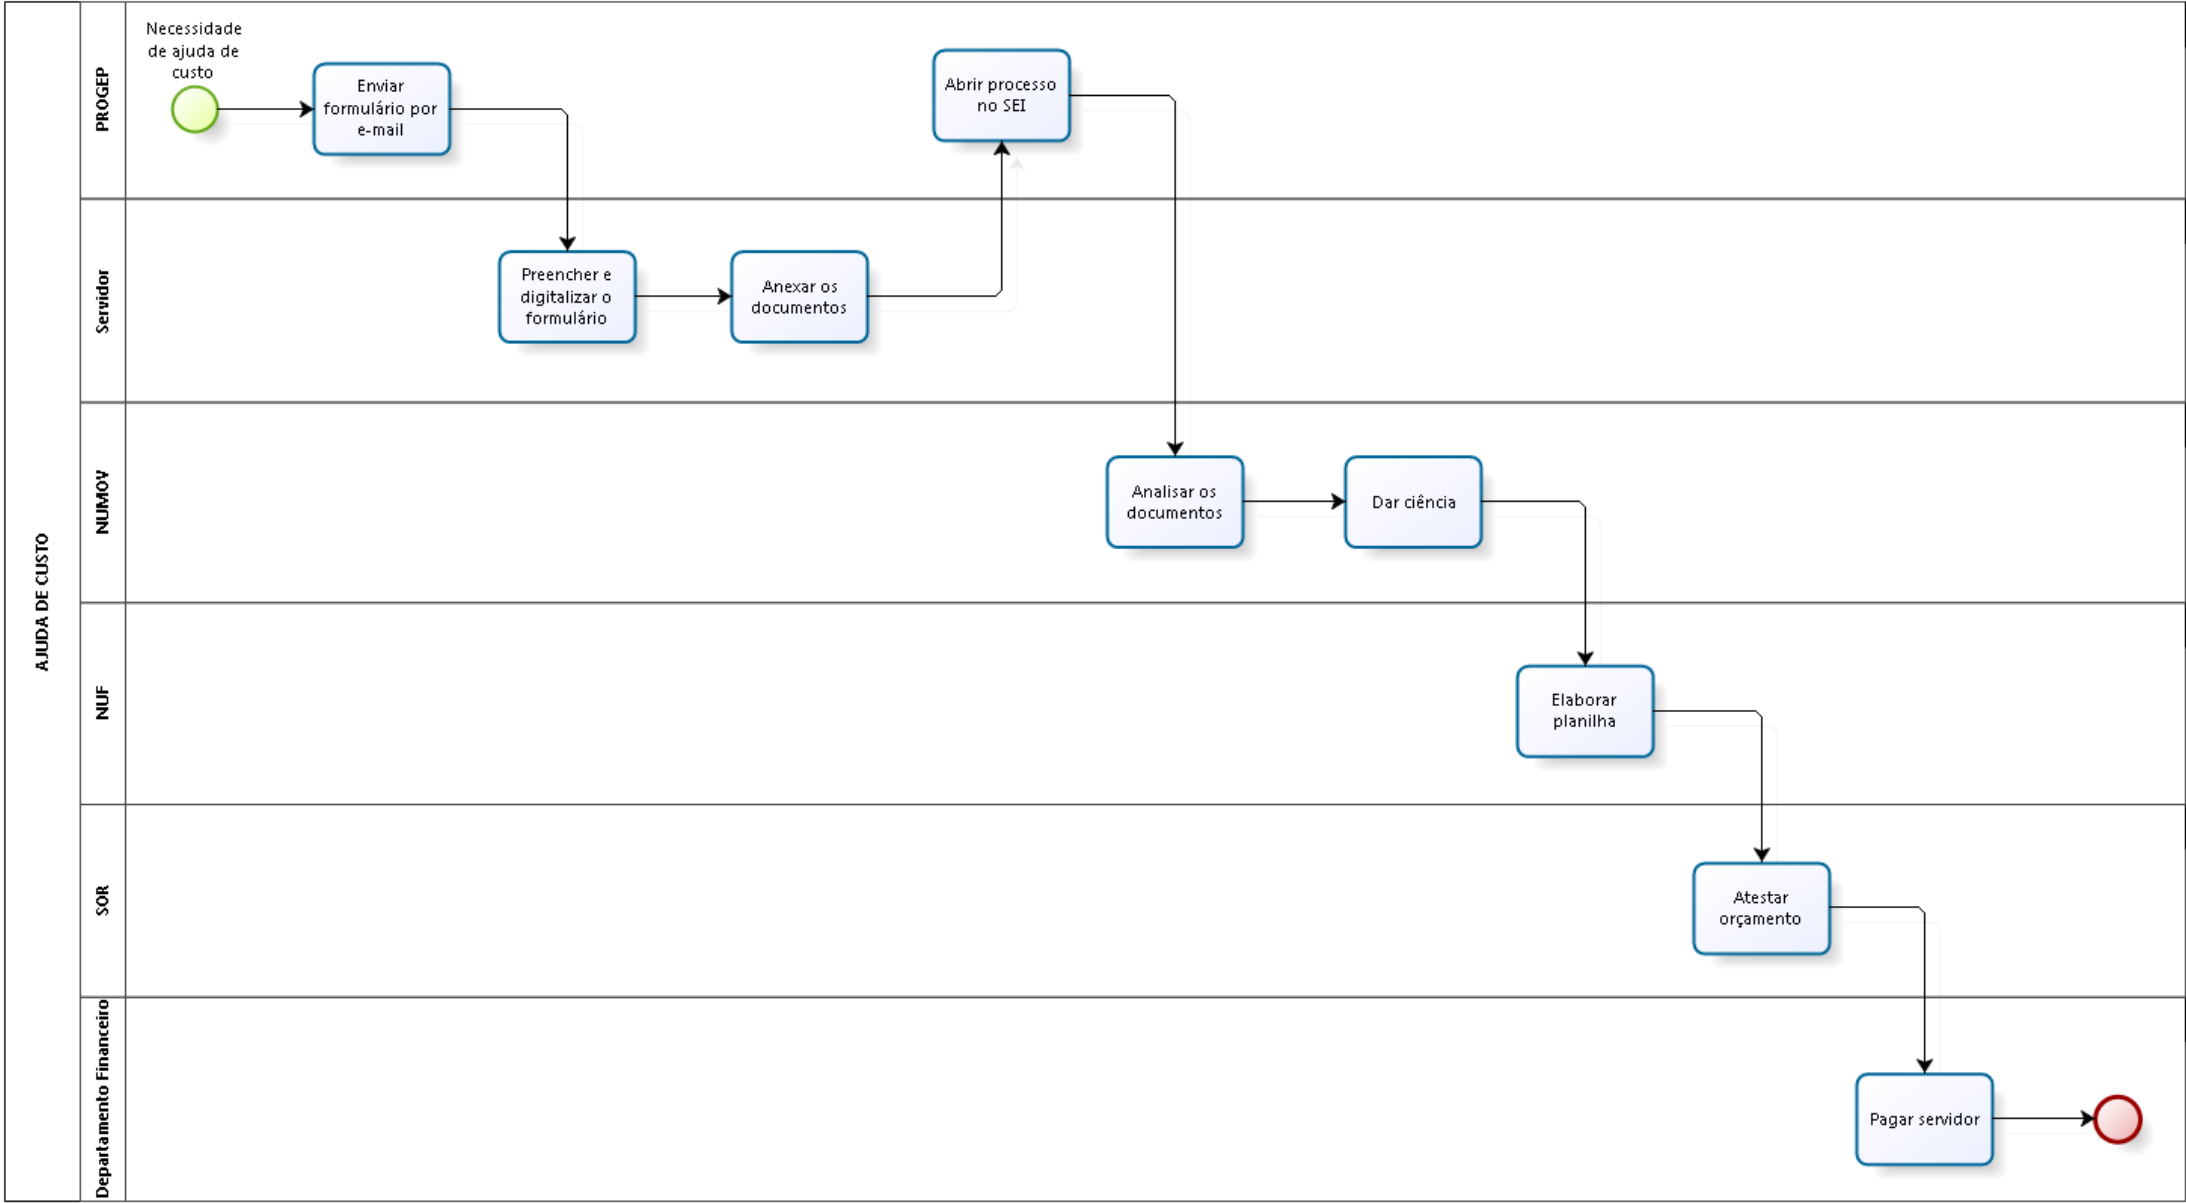 AJUDA DE CUSTO
PROGEP
Necessidade
de ajuda de
custo
Enviar
formulário por
e-mail
Abrir processo
no SEI
Servidor
Preencher e
digitalizar o
formulário
Anexar os
documentos
NUMOV
Analisar os
documentos
Dar ciência
NUF
Elaborar
planilha
SOR
Atestar
orçamento
Departamento Financeiro
Pagar servidor